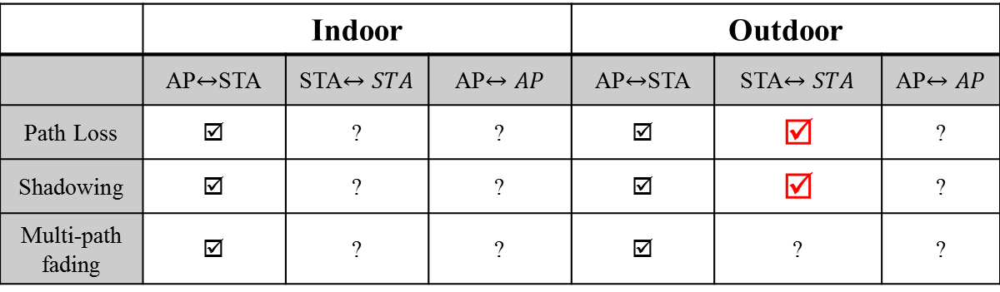 Indoor Outdoor
AP↔STA STA↔ STA AP↔ AP AP↔STA STA↔ STA AP↔ AP
Path Loss ☑ ? ? ☑ ☑ ?
Shadowing ☑ ? ? ☑ ☑ ?
Multi-path
fading ☑ ? ? ☑ ? ?